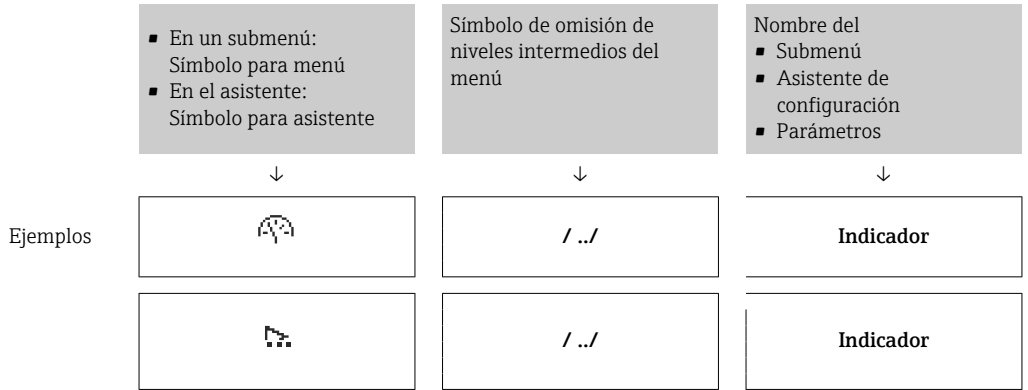 ▪ En un submenú:
Símbolo para menú
▪ En el asistente:
Símbolo para asistente
Símbolo de omisión de
niveles intermedios del
menú
Nombre del
▪ Submenú
▪ Asistente de
configuración
▪ Parámetros
↓ ↓ ↓
Ejemplos
/ ../
Indicador
/ ../
Indicador